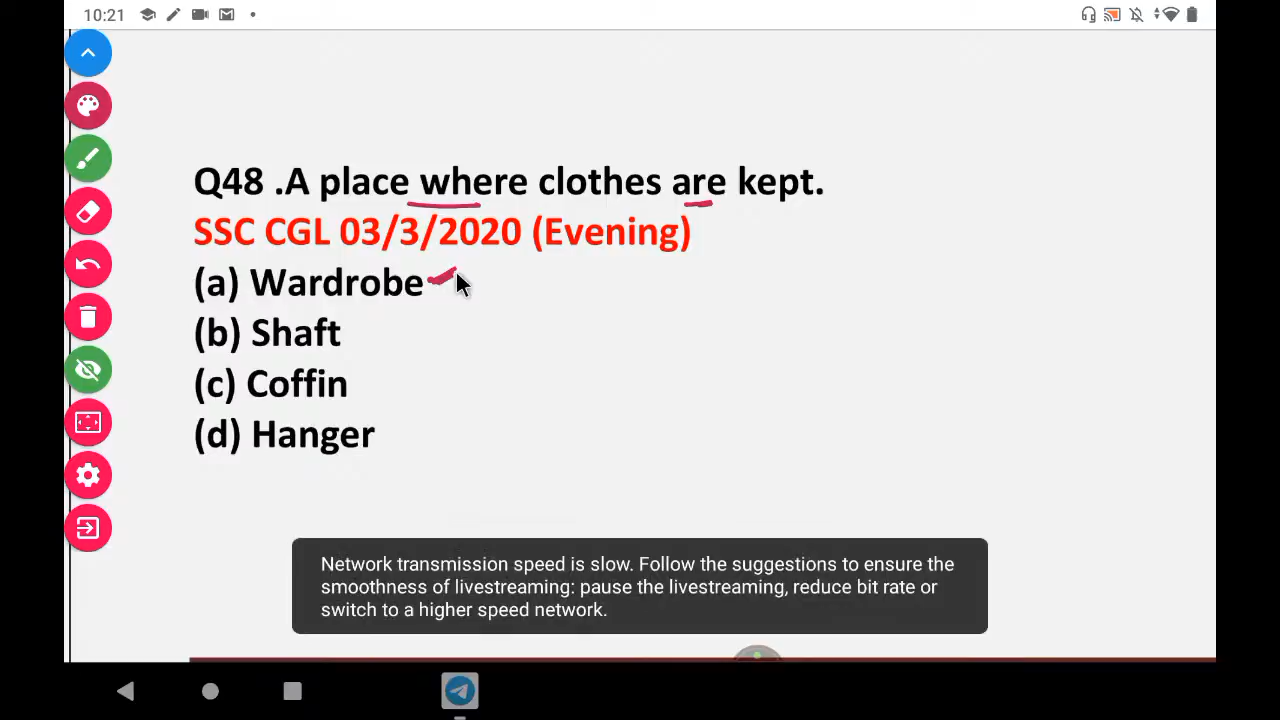 10:21
Q48 .A place where clothes are kept.
SSC CGL 03/3/2020 (Evening)
(a) Wardrobe
(b) Shaft
(c) Coffin
(d) Hanger
Network transmission speed is slow. Follow the suggestions to ensure the
smoothness of livestreaming: pause the livestreaming, reduce bit rate or
switch to a higher speed network.